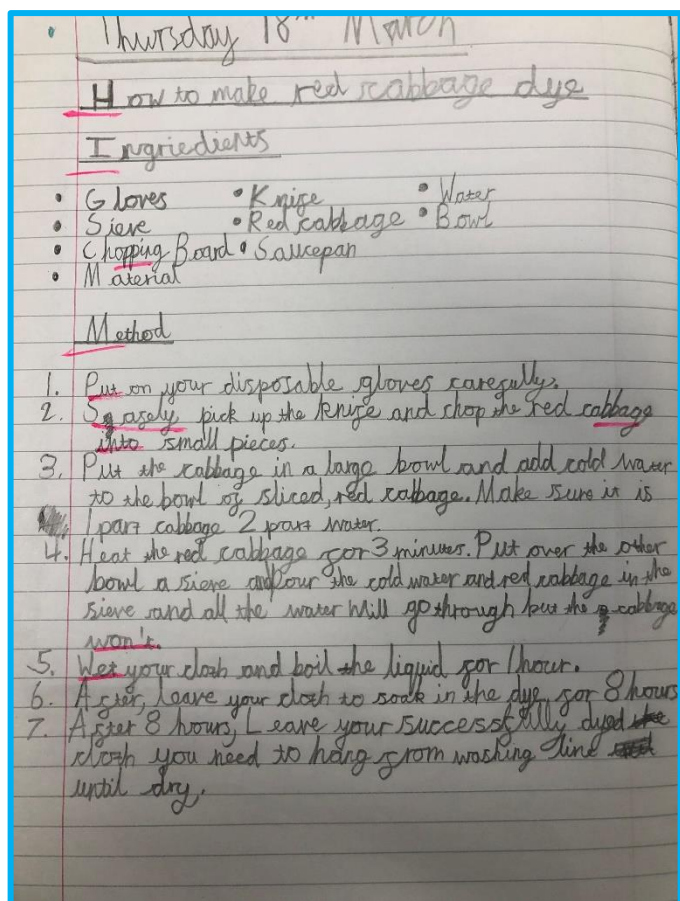 Thursday 18th March
How to make red cabbage dye
Ingriedients
• Gloves • Knife • Water
• Sieve • Red cabbage • Bowl
• Chopping Board • Saucepan
• Material
Method
1. Put on your disposable gloves carefully.
2. Safely pick up the knife and chop the red cabbage
into small pieces.
3. Put the cabbage in a large bowl and add cold water
to the bowl of sliced, red cabbage. Make sure it is
1 part cabbage 2 part water.
4. Heat the red cabbage for 3 minutes. Put over the other
bowl a sieve and pour the cold water and red cabbage in the
sieve and all the water will go through but the cabbage
won't.
5. Wet your cloth and boil the liquid for 1 hour.
6. After, leave your cloth to soak in the dye, for 8 hours
7. After 8 hours, Leave your successfully dyed
cloth you need to hang from washing line
until dry.